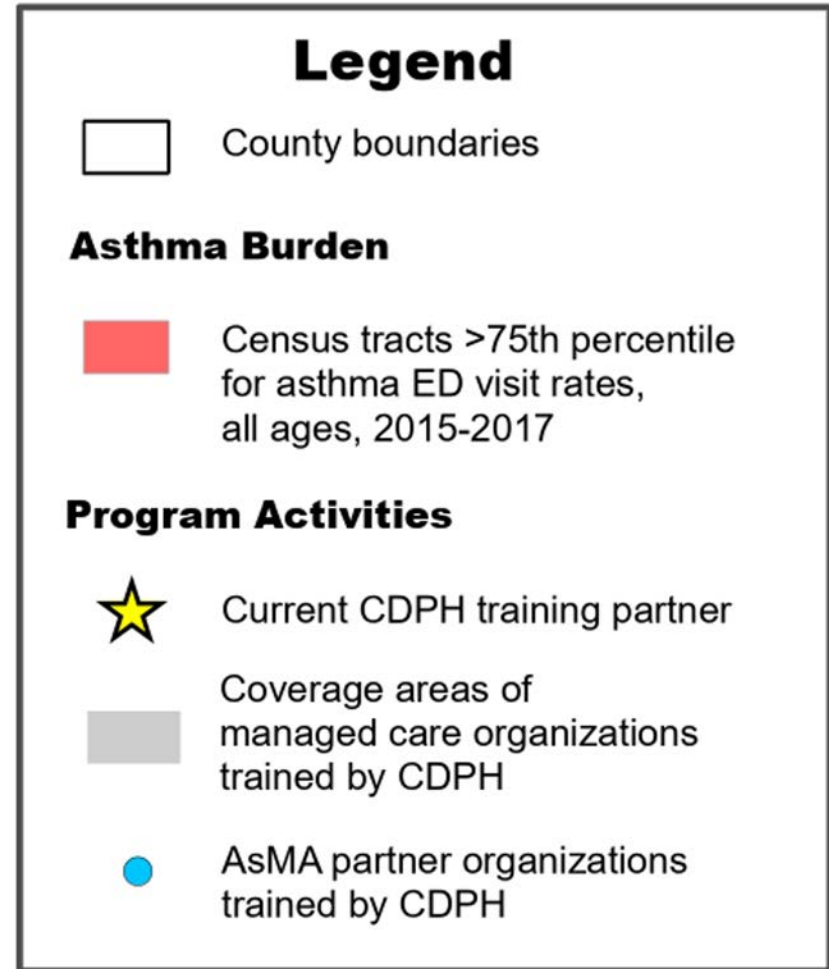 Legend
County boundaries
Asthma Burden
Census tracts >75th percentile
for asthma ED visit rates,
all ages, 2015-2017
Program Activities
Current CDPH training partner
Coverage areas of
managed care organizations
trained by CDPH
AsMA partner organizations
trained by CDPH